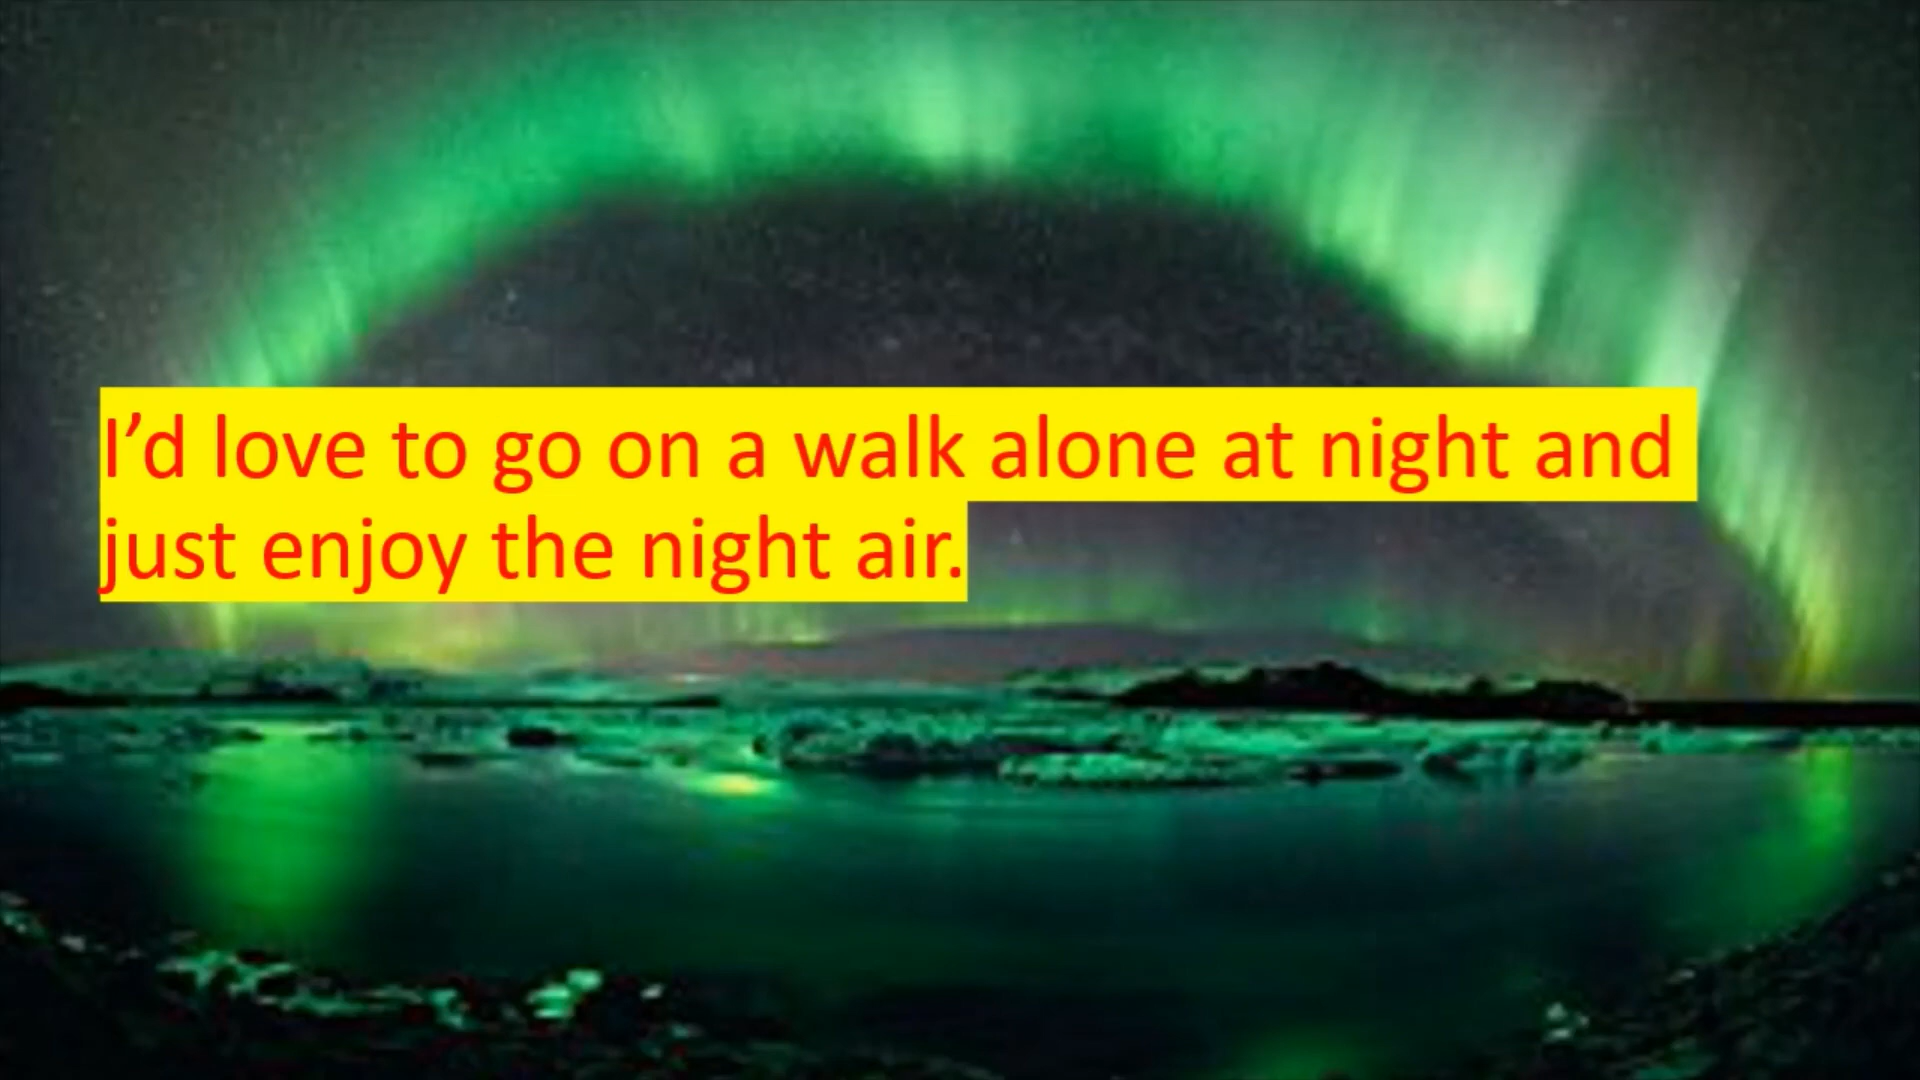 I’d love to go on a walk alone at night and
just enjoy the night air.